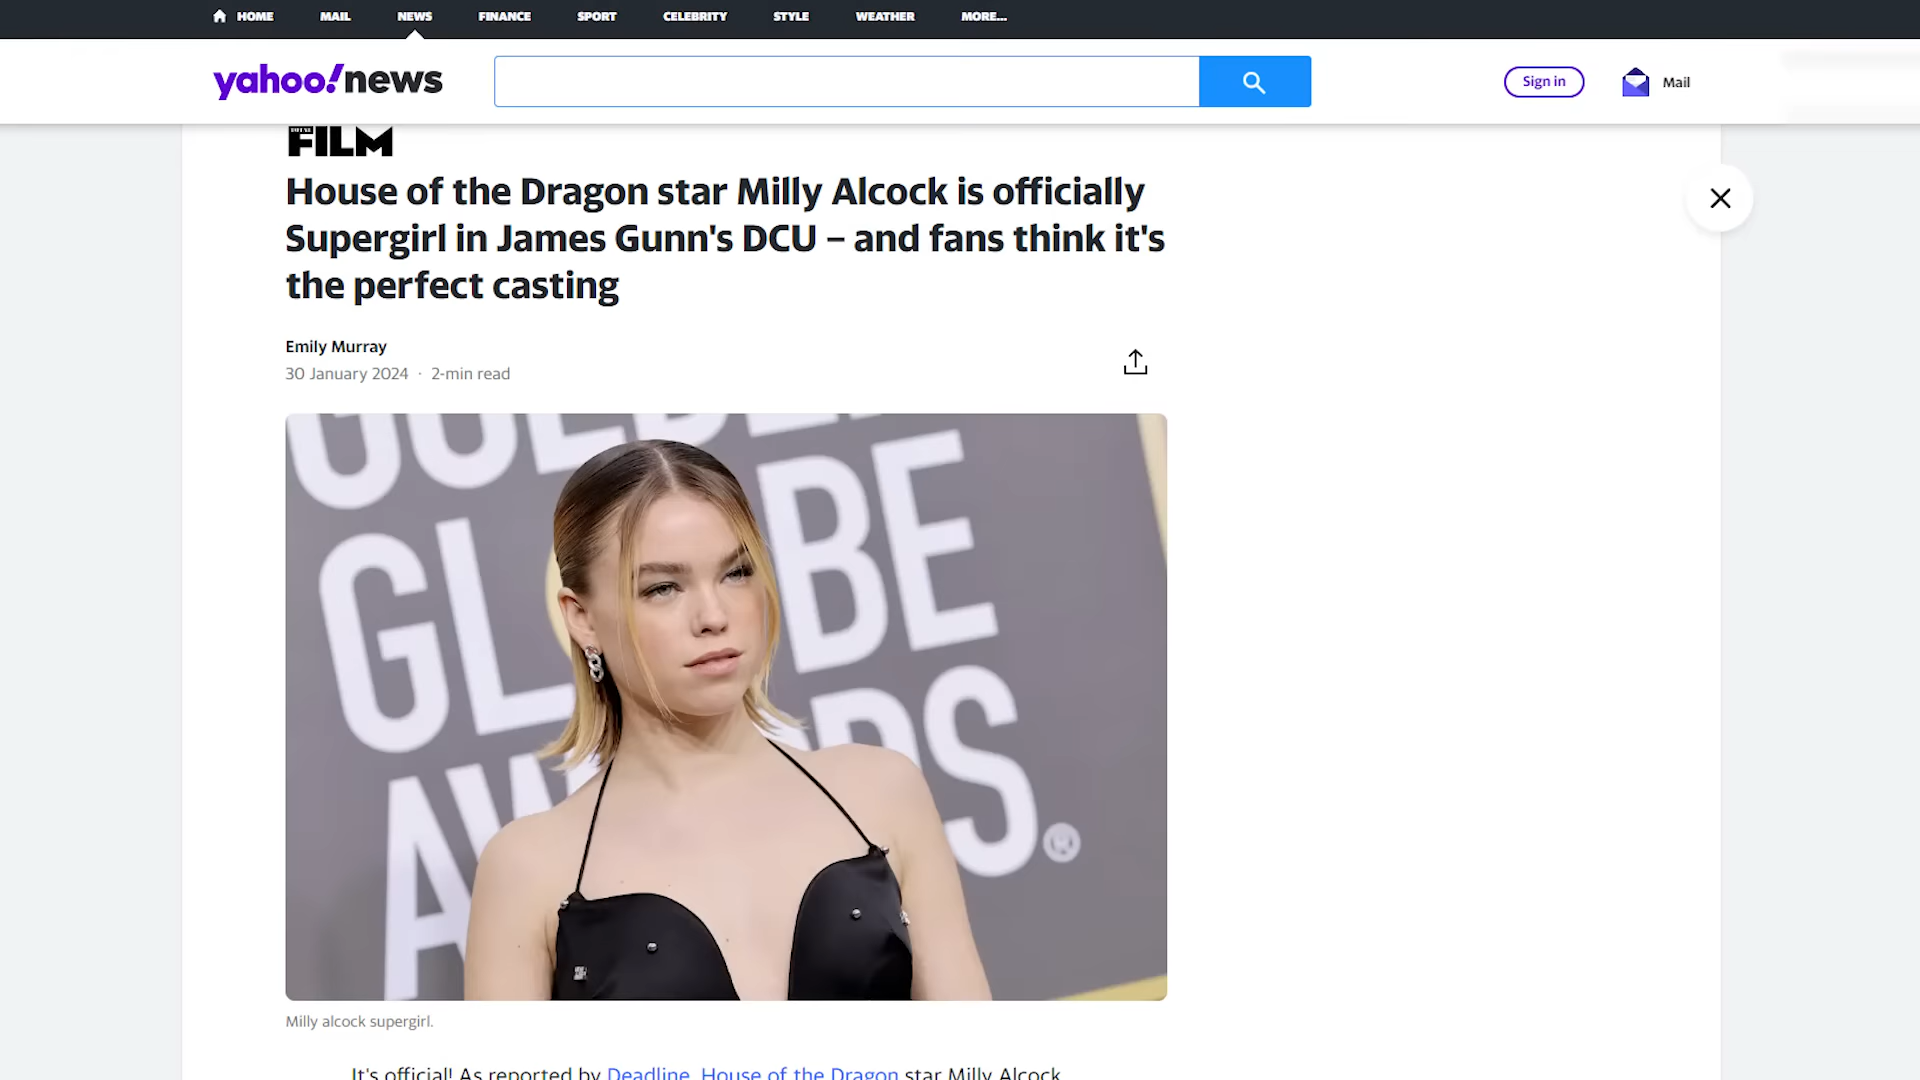 HOME MAIL NEWS FINANCE SPORT CELEBRITY STYLE WEATHER MORE...
yahoo!news
Sign in
Mail
FILM
House of the Dragon star Milly Alcock is officially
Supergirl in James Gunn's DCU – and fans think it's
the perfect casting
Emily Murray
30 January 2024 · 2-min read
GOLDEN
GLOBE
AWARDS.®
Milly alcock supergirl.
It's official! As reported by Deadline, House of the Dragon star Milly Alcock